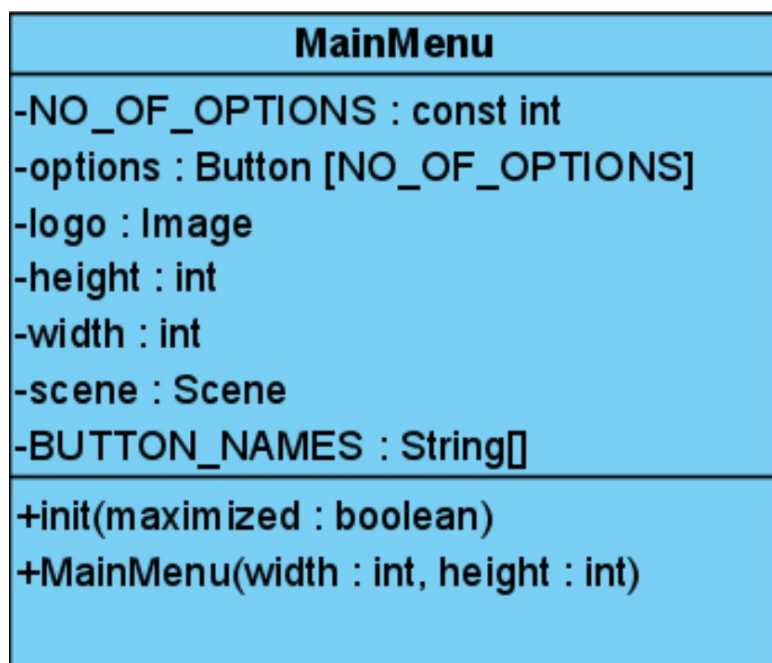 MainMenu
-NO_OF_OPTIONS : const int
-options : Button [NO_OF_OPTIONS]
-logo : Image
-height : int
-width : int
-scene : Scene
-BUTTON_NAMES : String[]
+init(maximized : boolean)
+MainMenu(width : int, height : int)